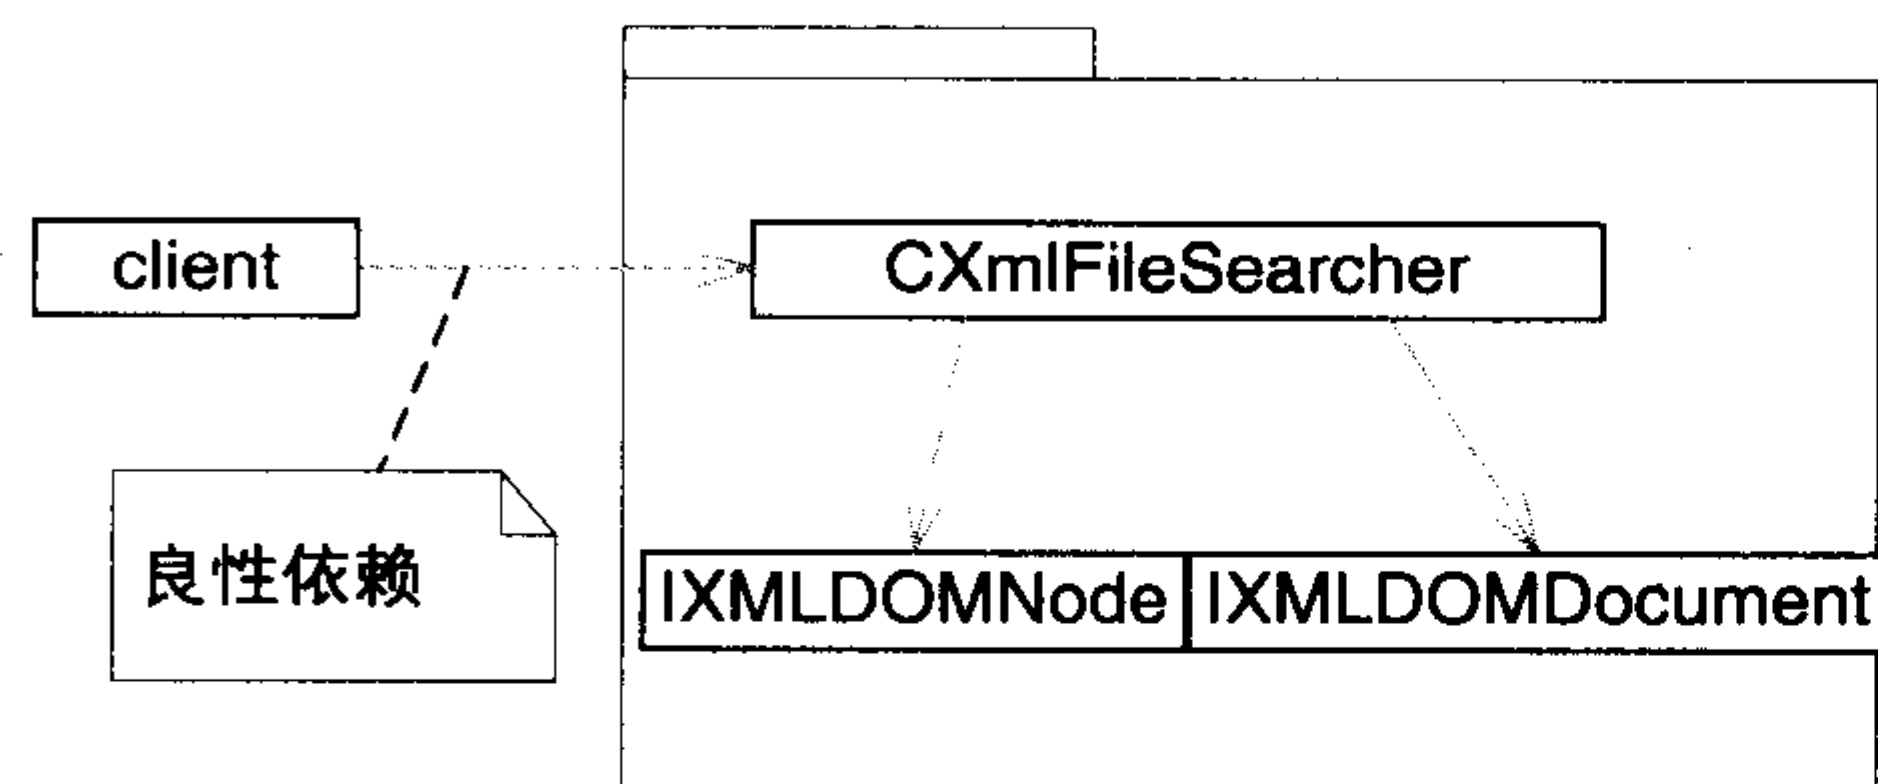 client
CXmlFileSearcher
良性依赖
IXMLDOMNode
IXMLDOMDocument